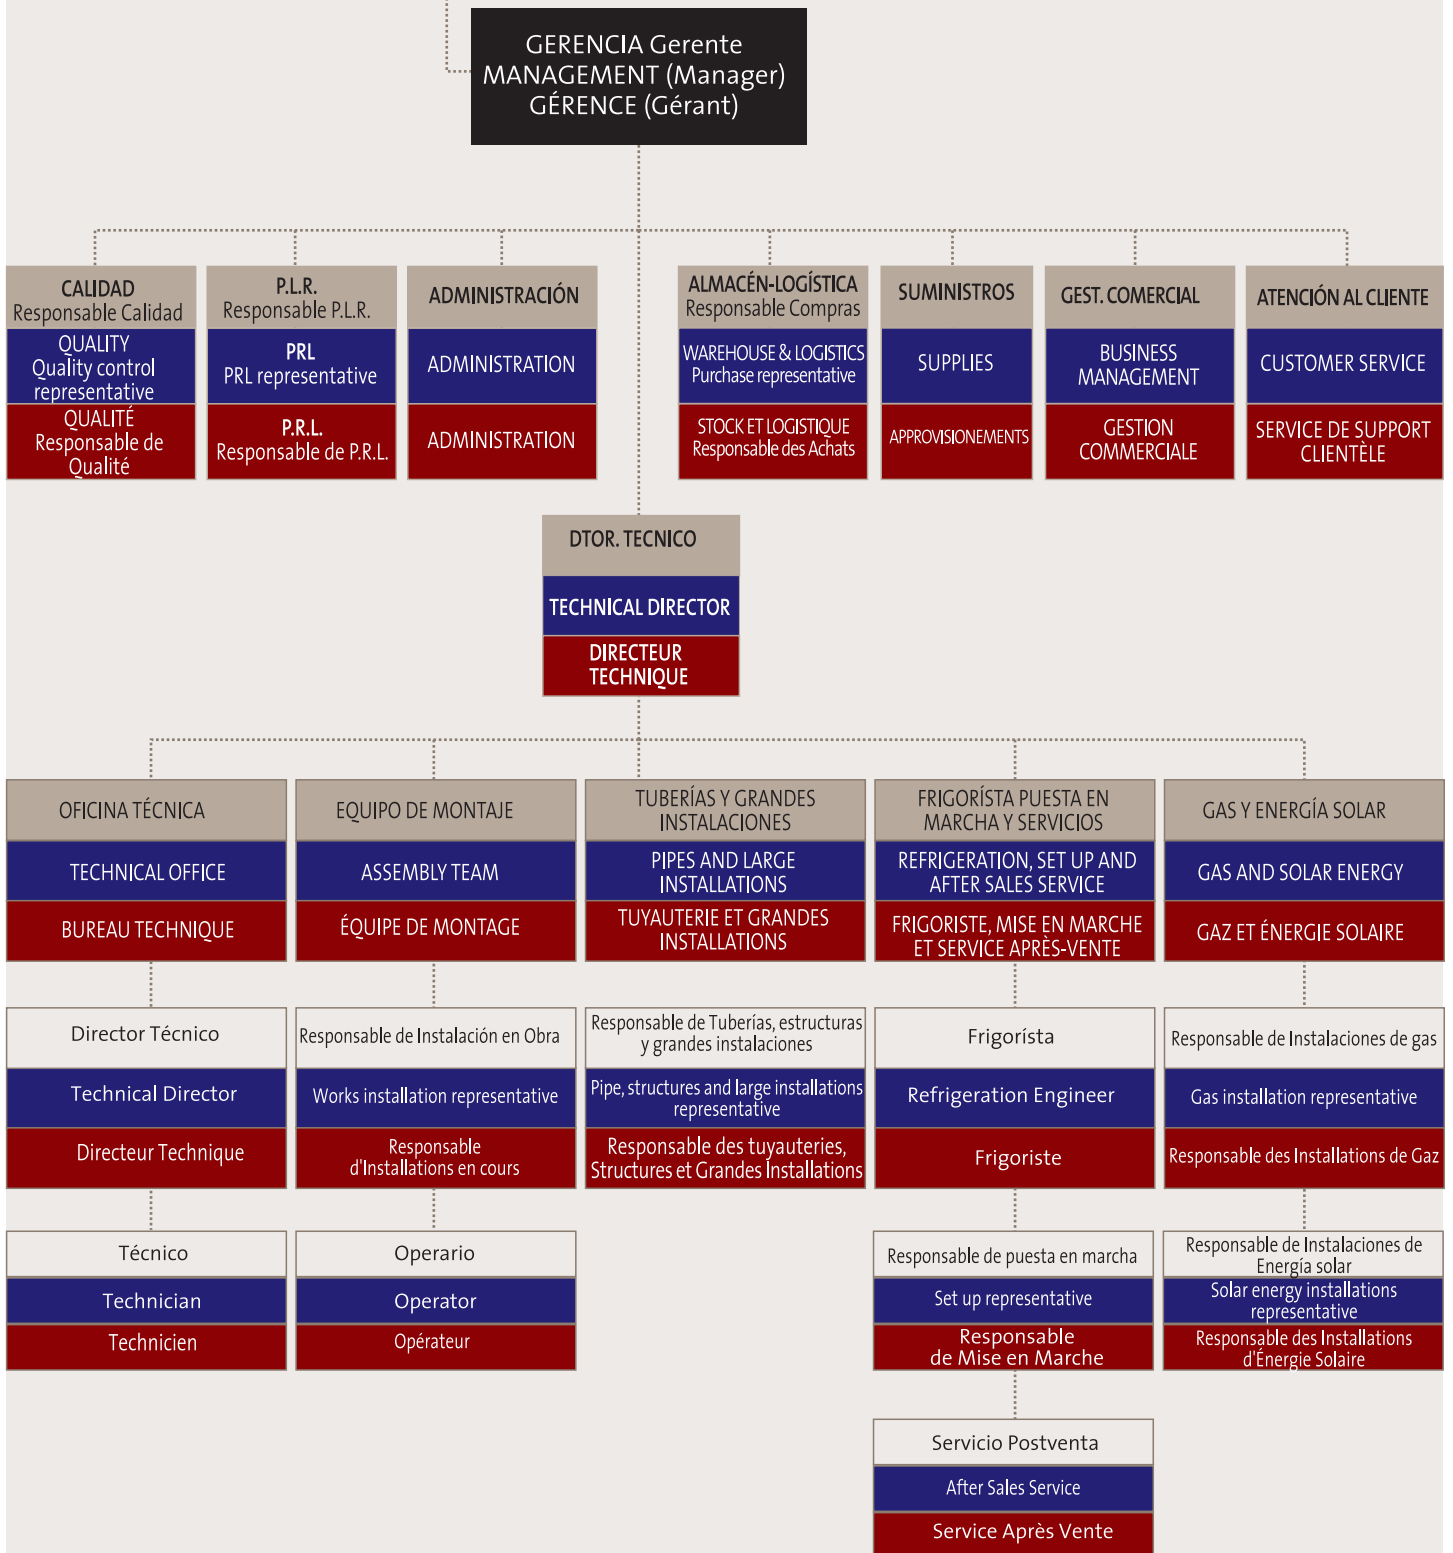 GERENCIA Gerente
MANAGEMENT (Manager)
GÉRENCE (Gérant)
CALIDAD
Responsable Calidad
QUALITY
Quality control
representative
QUALITÉ
Responsable de
Qualité
P.L.R.
Responsable P.L.R.
PRL
PRL representative
P.R.L.
Responsable de P.R.L.
ADMINISTRACIÓN
ADMINISTRATION
ADMINISTRATION
ALMACÉN-LOGÍSTICA
Responsable Compras
WAREHOUSE & LOGISTICS
Purchase representative
STOCK ET LOGISTIQUE
Responsable des Achats
SUMINISTROS
SUPPLIES
APPROVISIONEMENTS
GEST. COMERCIAL
BUSINESS
MANAGEMENT
GESTION
COMMERCIALE
ATENCIÓN AL CLIENTE
CUSTOMER SERVICE
SERVICE DE SUPPORT
CLIENTÈLE
DTOR. TECNICO
TECHNICAL DIRECTOR
DIRECTEUR
TECHNIQUE
OFICINA TÉCNICA
TECHNICAL OFFICE
BUREAU TECHNIQUE
Director Técnico
Technical Director
Directeur Technique
Técnico
Technician
Technicien
EQUIPO DE MONTAJE
ASSEMBLY TEAM
ÉQUIPE DE MONTAGE
Responsable de Instalación en Obra
Works installation representative
Responsable
d'Installations en cours
Operario
Operator
Opérateur
TUBERÍAS Y GRANDES
INSTALACIONES
PIPES AND LARGE
INSTALLATIONS
TUYAUTERIE ET GRANDES
INSTALLATIONS
Responsable de Tuberías, estructuras
y grandes instalaciones
Pipe, structures and large installations
representative
Responsable des tuyauteries,
Structures et Grandes Installations
FRIGORÍSTA PUESTA EN
MARCHA Y SERVICIOS
REFRIGERATION, SET UP AND
AFTER SALES SERVICE
FRIGORISTE, MISE EN MARCHE
ET SERVICE APRÈS-VENTE
Frigorísta
Refrigeration Engineer
Frigoriste
Responsable de puesta en marcha
Set up representative
Responsable
de Mise en Marche
Servicio Postventa
After Sales Service
Service Après Vente
GAS Y ENERGÍA SOLAR
GAS AND SOLAR ENERGY
GAZ ET ÉNERGIE SOLAIRE
Responsable de Instalaciones de gas
Gas installation representative
Responsable des Installations de Gaz
Responsable de Instalaciones de
Energía solar
Solar energy installations
representative
Responsable des Installations
d'Énergie Solaire